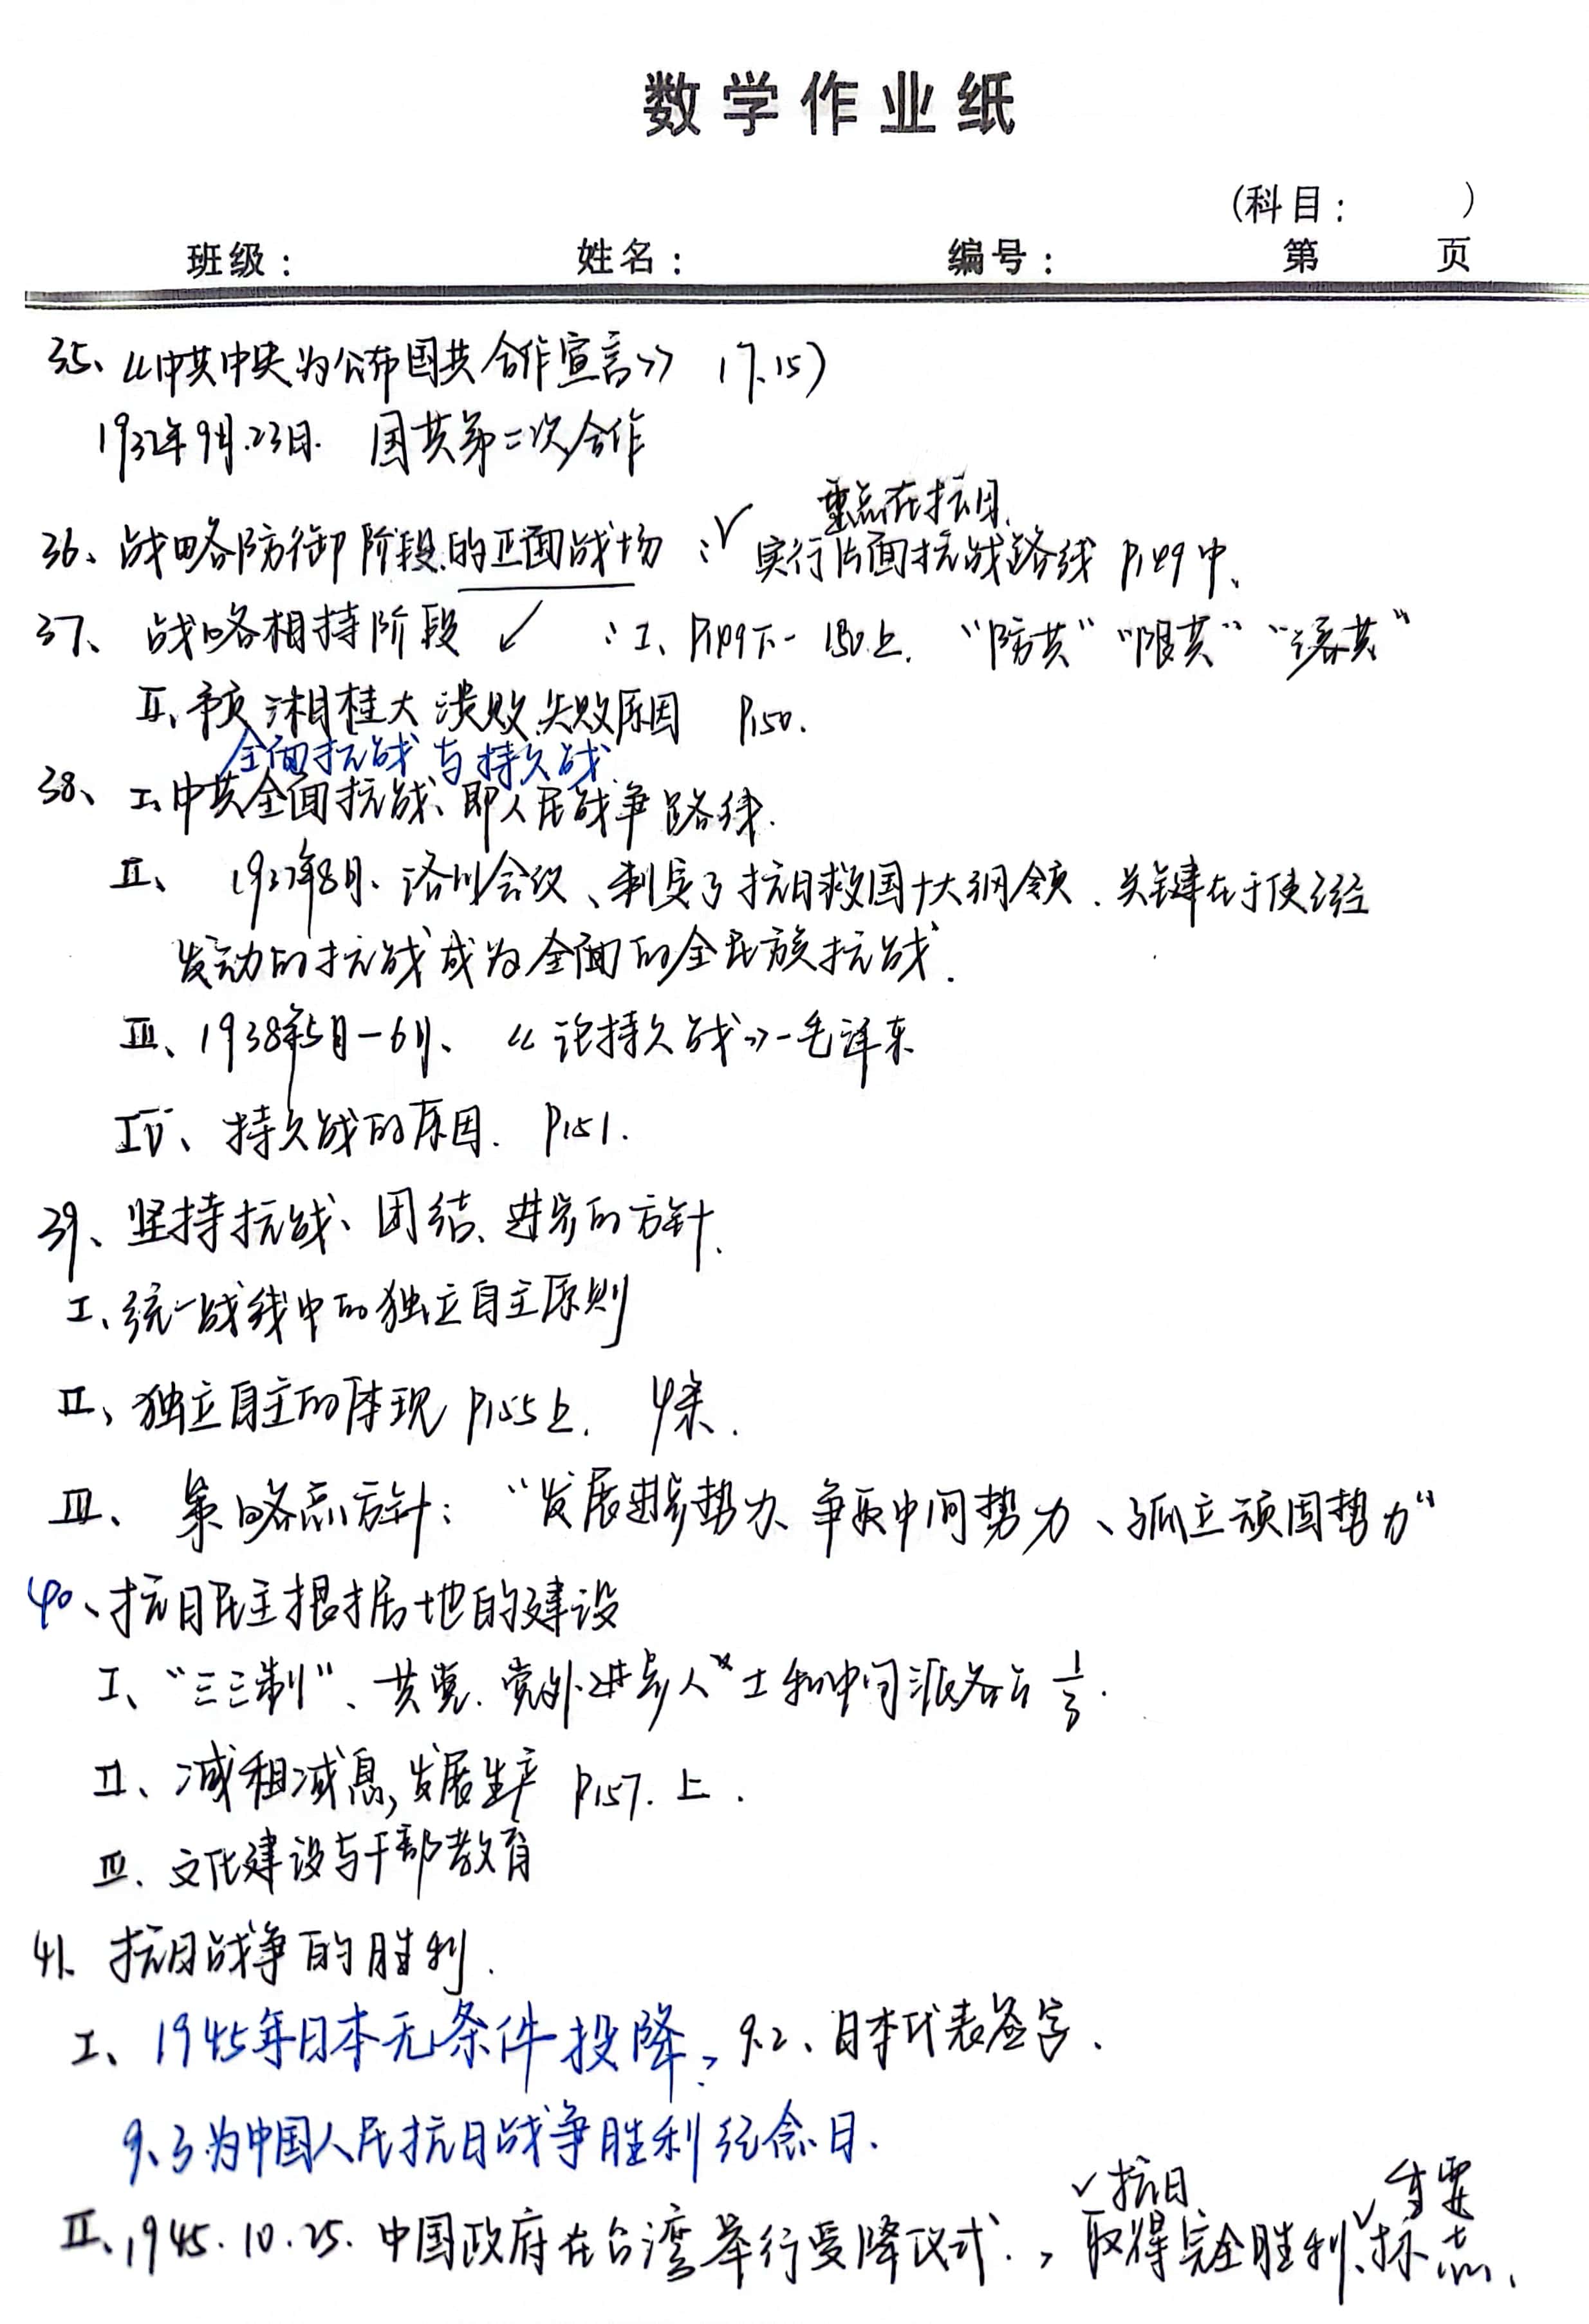 数学作业纸
(科目: )
班级: 姓名: 编号: 第 页
35、《中共中央为公布国共合作宣言》 (7.15)
1937年9月.23日. 国共第二次合作
重点在抗日.
36、战略防御阶段的正面战场 :√ 实行片面抗战路线 P149中、
37、战略相持阶段 ✓ :I、P149下-150上. “防共” “限共” “溶共”
II、豫湘桂大溃败、失败原因 P150.
全面抗战与持久战
38、I、中共全面抗战、即人民战争路线.
II、 1937年8月、洛川会议、制定了抗日救国十大纲领.关键在于使已经
发动的抗战成为全面的全民族抗战.
III、1938年5月-6月、《论持久战》-毛泽东
IV、持久战的原因. P151.
39、坚持抗战、团结、进步的方针.
I、统一战线中的独立自主原则
II、独立自主的体现 P155上. 4条.
III、策略总方针: “发展进步势力、争取中间势力、孤立顽固势力”
40、抗日民主根据地的建设
I、“三三制”、共党.党外进步人士和中间派各占 1/3.
II、减租减息,发展生产 P157.上.
III.文化建设与干部教育
41、抗日战争的胜利.
I、1945年日本无条件投降, 9.2、日本代表签字.
9、3为中国人民抗日战争胜利纪念日.
√抗日
重要
II、1945.10.25.中国政府在台湾举行受降仪式., 取得完全胜利、√标志.